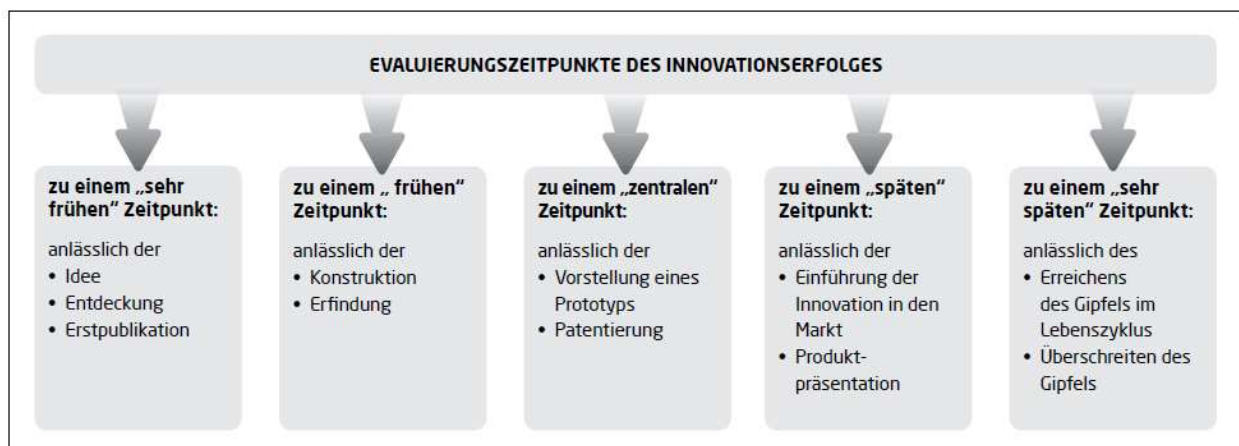 EVALUIERUNGSZEITPUNKTE DES INNOVATIONSERFOLGES
zu einem „sehr
frühen“ Zeitpunkt:
anlässlich der
• Idee
• Entdeckung
• Erstpublikation
zu einem „ frühen“
Zeitpunkt:
anlässlich der
• Konstruktion
• Erfindung
zu einem „zentralen“
Zeitpunkt:
anlässlich der
• Vorstellung eines
Prototyps
• Patentierung
zu einem „späten“
Zeitpunkt:
anlässlich der
• Einführung der
Innovation in den
Markt
• Produkt-
präsentation
zu einem „sehr
späten“ Zeitpunkt:
anlässlich des
• Erreichens
des Gipfels im
Lebenszyklus
• Überschreiten des
Gipfels